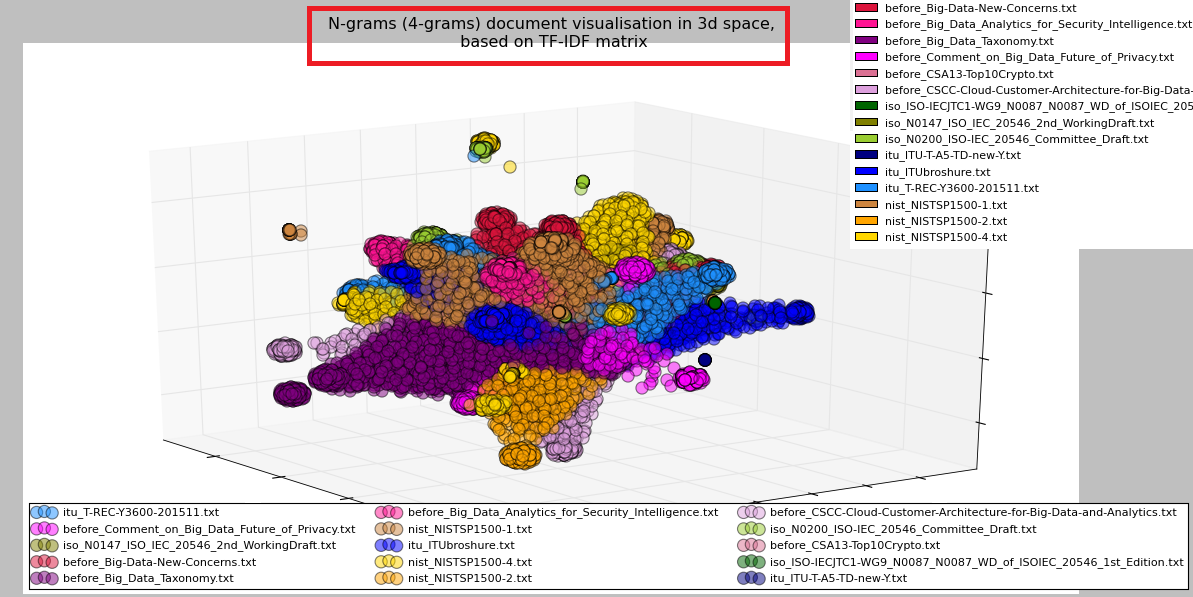 N-grams (4-grams) document visualisation in 3d space,
based on TF-IDF matrix
before_Big-Data-New-Concerns.txt
before_Big_Data_Analytics_for_Security_Intelligence.txt
before_Big_Data_Taxonomy.txt
before_Comment_on_Big_Data_Future_of_Privacy.txt
before_CSA13-Top10Crypto.txt
before_CSCC-Cloud-Customer-Architecture-for-Big-Data-
iso_ISO-IECJTC1-WG9_N0087_N0087_WD_of_ISOIEC_205
iso_N0147_ISO_IEC_20546_2nd_WorkingDraft.txt
iso_N0200_ISO-IEC_20546_Committee_Draft.txt
itu_ITU-T-A5-TD-new-Y.txt
itu_ITUbroshure.txt
itu_T-REC-Y3600-201511.txt
nist_NISTSP1500-1.txt
nist_NISTSP1500-2.txt
nist_NISTSP1500-4.txt
itu_T-REC-Y3600-201511.txt
before_Comment_on_Big_Data_Future_of_Privacy.txt
iso_N0147_ISO_IEC_20546_2nd_WorkingDraft.txt
before_Big-Data-New-Concerns.txt
before_Big_Data_Taxonomy.txt
before_Big_Data_Analytics_for_Security_Intelligence.txt
nist_NISTSP1500-1.txt
itu_ITUbroshure.txt
nist_NISTSP1500-4.txt
nist_NISTSP1500-2.txt
before_CSCC-Cloud-Customer-Architecture-for-Big-Data-and-Analytics.txt
iso_N0200_ISO-IEC_20546_Committee_Draft.txt
before_CSA13-Top10Crypto.txt
iso_ISO-IECJTC1-WG9_N0087_N0087_WD_of_ISOIEC_20546_1st_Edition.txt
itu_ITU-T-A5-TD-new-Y.txt